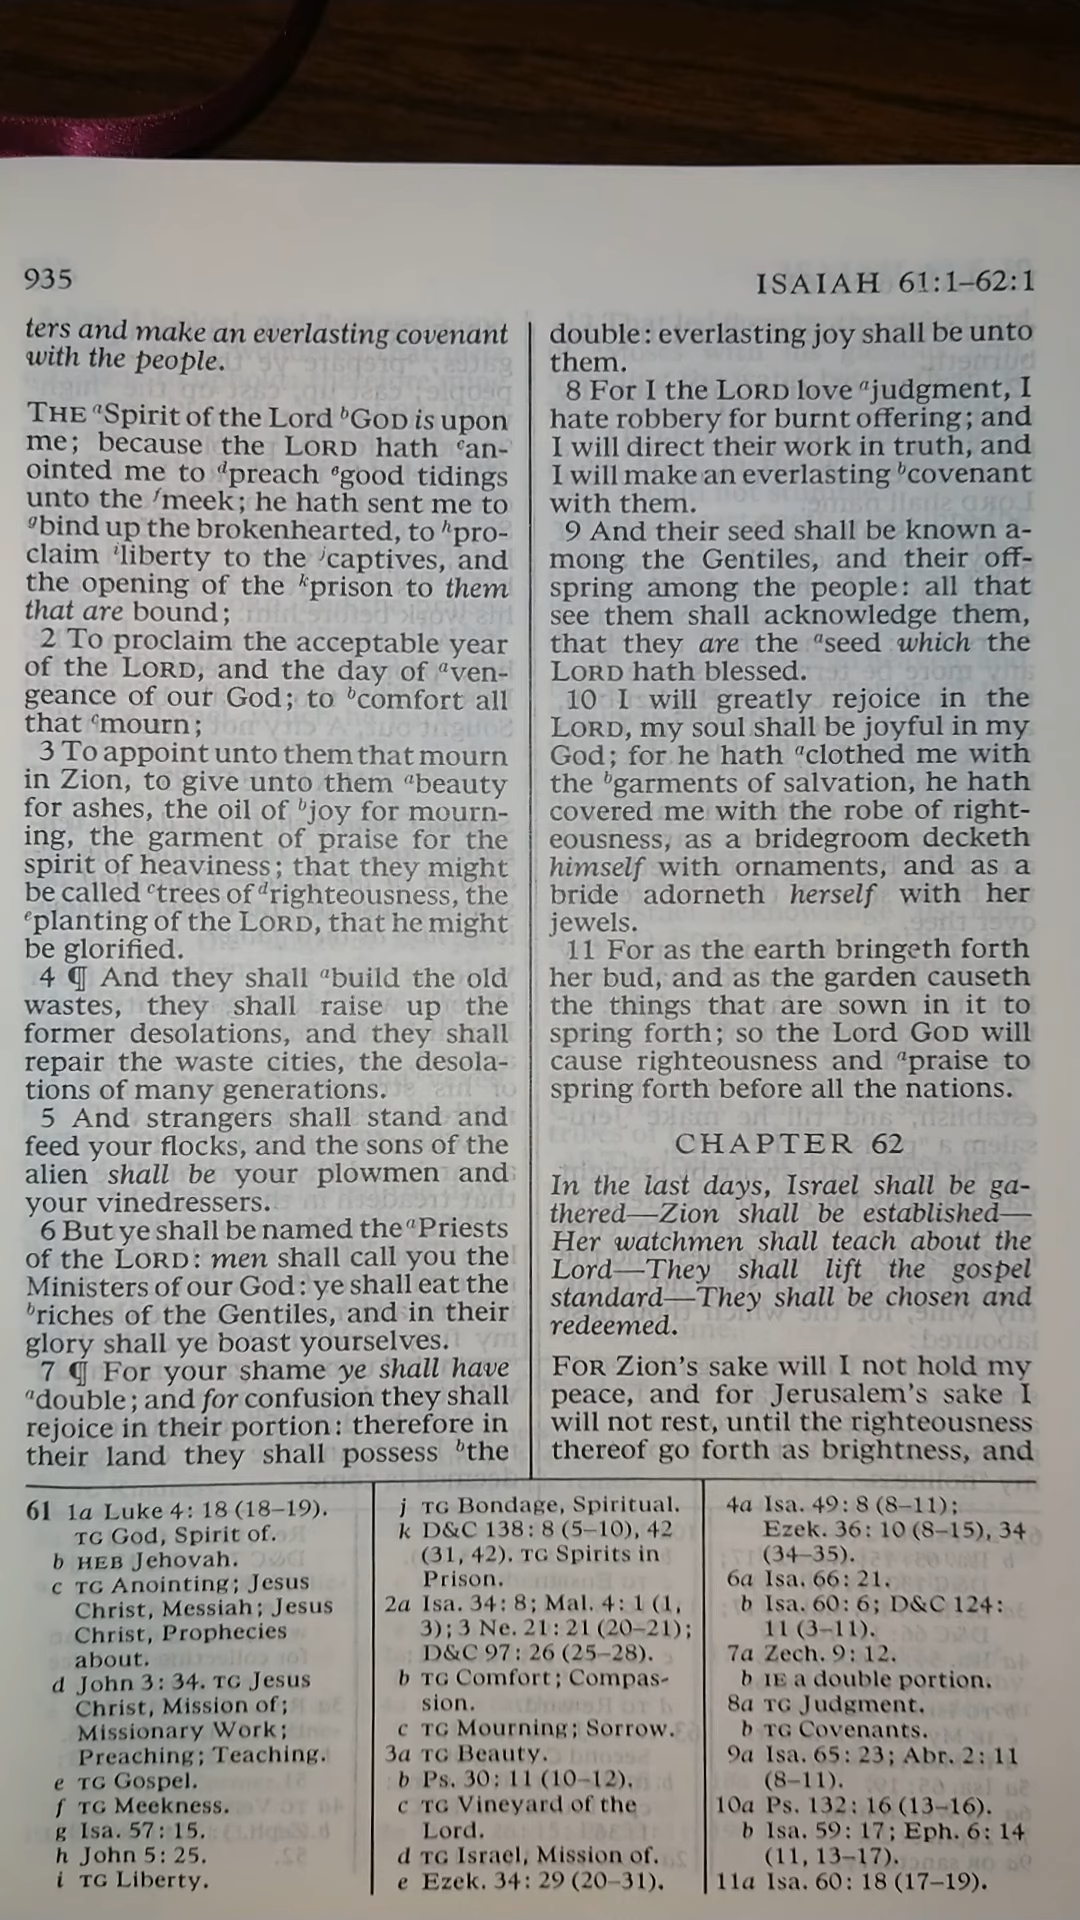 935
ISAIAH 61:1–62:1
ters and make an everlasting covenant
with the people.
THE aSpirit of the Lord bGOD is upon
me; because the LORD hath can-
ointed me to dpreach egood tidings
unto the fmeek; he hath sent me to
gbind up the brokenhearted, to hpro-
claim iliberty to the jcaptives, and
the opening of the kprison to them
that are bound;
2 To proclaim the acceptable year
of the LORD, and the day of aven-
geance of our God; to bcomfort all
that cmourn;
3 To appoint unto them that mourn
in Zion, to give unto them abeauty
for ashes, the oil of bjoy for mourn-
ing, the garment of praise for the
spirit of heaviness; that they might
be called ctrees of drighteousness, the
eplanting of the LORD, that he might
be glorified.
4 ¶ And they shall abuild the old
wastes, they shall raise up the
former desolations, and they shall
repair the waste cities, the desola-
tions of many generations.
5 And strangers shall stand and
feed your flocks, and the sons of the
alien shall be your plowmen and
your vinedressers.
6 But ye shall be named the aPriests
of the LORD: men shall call you the
Ministers of our God: ye shall eat the
briches of the Gentiles, and in their
glory shall ye boast yourselves.
7 ¶ For your shame ye shall have
adouble; and for confusion they shall
rejoice in their portion: therefore in
their land they shall possess bthe
double: everlasting joy shall be unto
them.
8 For I the LORD love ajudgment, I
hate robbery for burnt offering; and
I will direct their work in truth, and
I will make an everlasting bcovenant
with them.
9 And their seed shall be known a-
mong the Gentiles, and their off-
spring among the people: all that
see them shall acknowledge them,
that they are the aseed which the
LORD hath blessed.
10 I will greatly rejoice in the
LORD, my soul shall be joyful in my
God; for he hath aclothed me with
the bgarments of salvation, he hath
covered me with the robe of right-
eousness, as a bridegroom decketh
himself with ornaments, and as a
bride adorneth herself with her
jewels.
11 For as the earth bringeth forth
her bud, and as the garden causeth
the things that are sown in it to
spring forth; so the Lord GOD will
cause righteousness and apraise to
spring forth before all the nations.
CHAPTER 62
In the last days, Israel shall be ga-
thered—Zion shall be established—
Her watchmen shall teach about the
Lord—They shall lift the gospel
standard—They shall be chosen and
redeemed.
FOR Zion's sake will I not hold my
peace, and for Jerusalem's sake I
will not rest, until the righteousness
thereof go forth as brightness, and
61 1a Luke 4: 18 (18–19).
TG God, Spirit of.
b HEB Jehovah.
c TG Anointing; Jesus
Christ, Messiah; Jesus
Christ, Prophecies
about.
d John 3: 34. TG Jesus
Christ, Mission of;
Missionary Work;
Preaching; Teaching.
e TG Gospel.
f TG Meekness.
g Isa. 57: 15.
h John 5: 25.
i TG Liberty.
j TG Bondage, Spiritual.
k D&C 138: 8 (5–10), 42
(31, 42). TG Spirits in
Prison.
2a Isa. 34: 8; Mal. 4: 1 (1,
3); 3 Ne. 21: 21 (20–21);
D&C 97: 26 (25–28).
b TG Comfort; Compas-
sion.
c TG Mourning; Sorrow.
3a TG Beauty.
b Ps. 30: 11 (10–12).
c TG Vineyard of the
Lord.
d TG Israel, Mission of.
e Ezek. 34: 29 (20–31).
4a Isa. 49: 8 (8–11);
Ezek. 36: 10 (8–15), 34
(34–35).
6a Isa. 66: 21.
b Isa. 60: 6; D&C 124:
11 (3–11).
7a Zech. 9: 12.
b IE a double portion.
8a TG Judgment.
b TG Covenants.
9a Isa. 65: 23; Abr. 2: 11
(8–11).
10a Ps. 132: 16 (13–16).
b Isa. 59: 17; Eph. 6: 14
(11, 13–17).
11a Isa. 60: 18 (17–19).